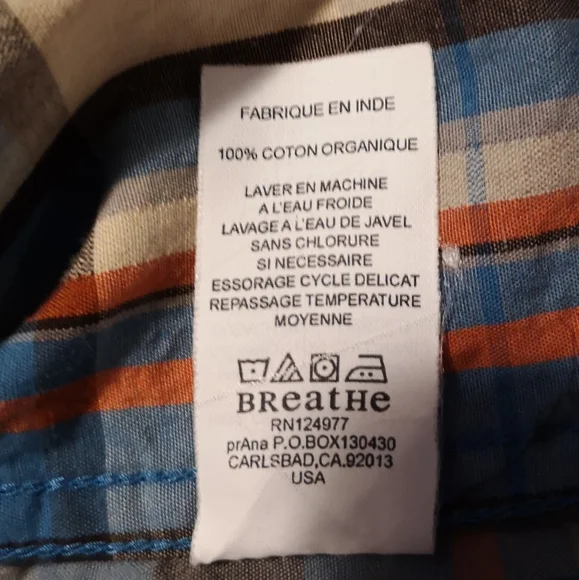 FABRIQUE EN INDE
100% COTON ORGANIQUE
LAVER EN MACHINE
A L'EAU FROIDE
LAVAGE A L'EAU DE JAVEL
SANS CHLORURE
SI NECESSAIRE
ESSORAGE CYCLE DELICAT
REPASSAGE TEMPERATURE
MOYENNE
BReatHe
RN124977
prAna P.O.BOX130430
CARLSBAD,CA.92013
USA